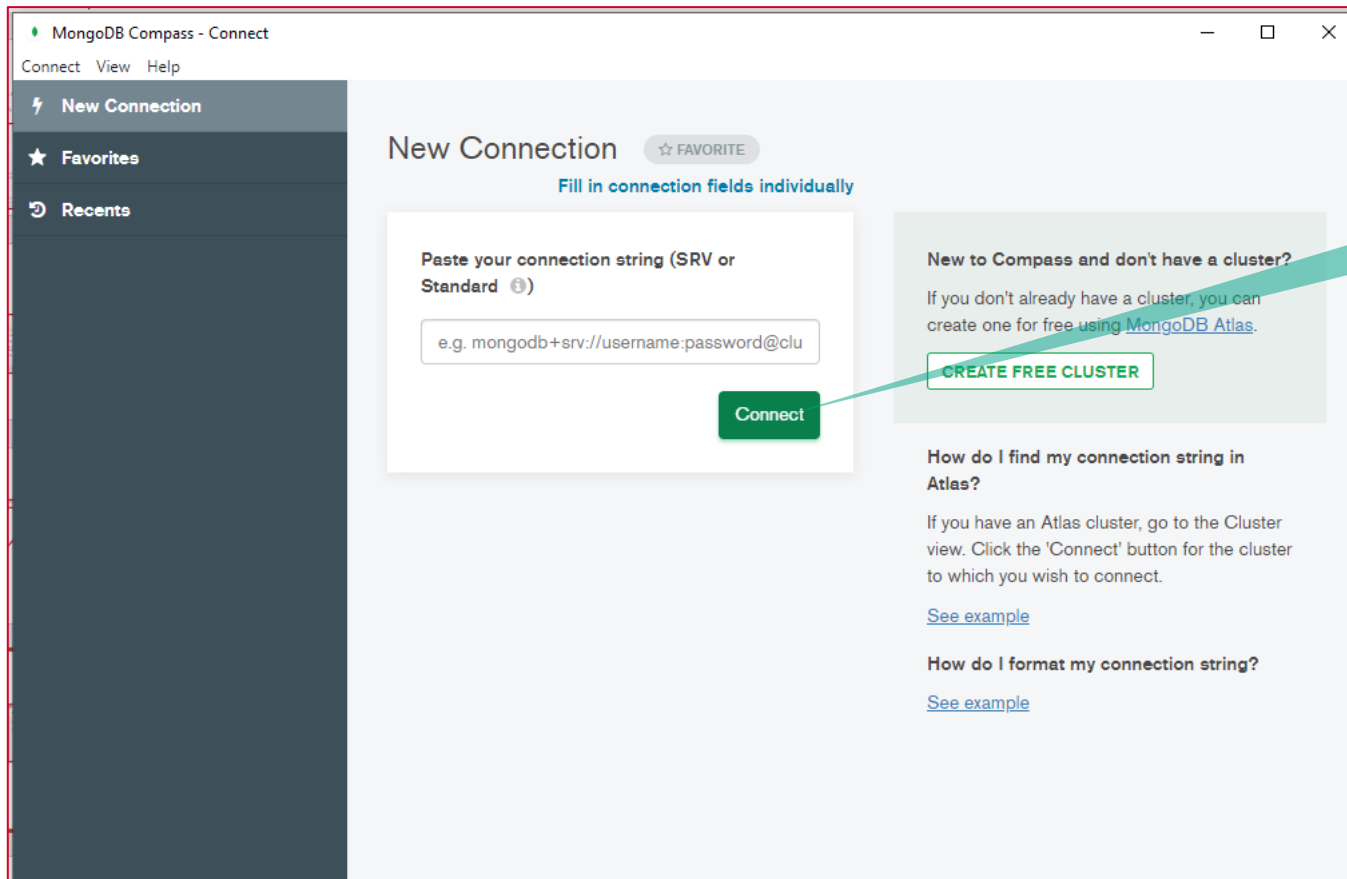 MongoDB Compass - Connect
Connect View Help
New Connection
Favorites
Recents
New Connection
FAVORITE
Fill in connection fields individually
Paste your connection string (SRV or
Standard )
e.g. mongodb+srv://username:password@clu
Connect
New to Compass and don't have a cluster?
If you don't already have a cluster, you can
create one for free using MongoDB Atlas.
CREATE FREE CLUSTER
How do I find my connection string in
Atlas?
If you have an Atlas cluster, go to the Cluster
view. Click the 'Connect' button for the cluster
to which you wish to connect.
See example
How do I format my connection string?
See example